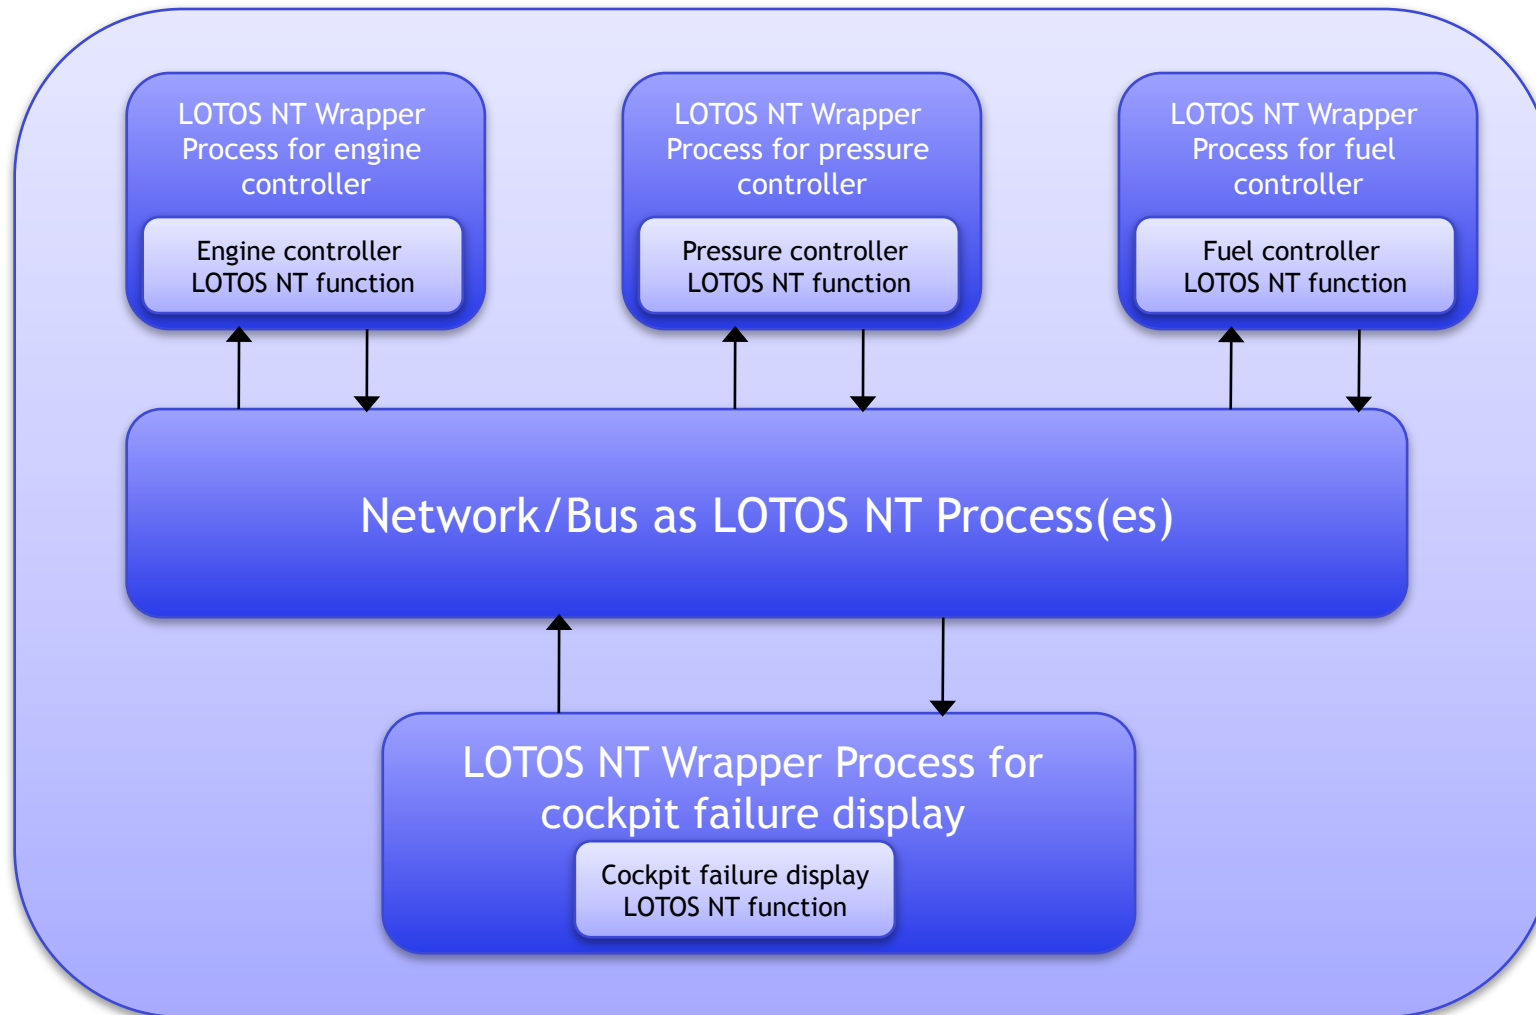 LOTOS NT Wrapper
Process for engine
controller
Engine controller
LOTOS NT function
LOTOS NT Wrapper
Process for pressure
controller
Pressure controller
LOTOS NT function
LOTOS NT Wrapper
Process for fuel
controller
Fuel controller
LOTOS NT function
Network/Bus as LOTOS NT Process(es)
LOTOS NT Wrapper Process for
cockpit failure display
Cockpit failure display
LOTOS NT function